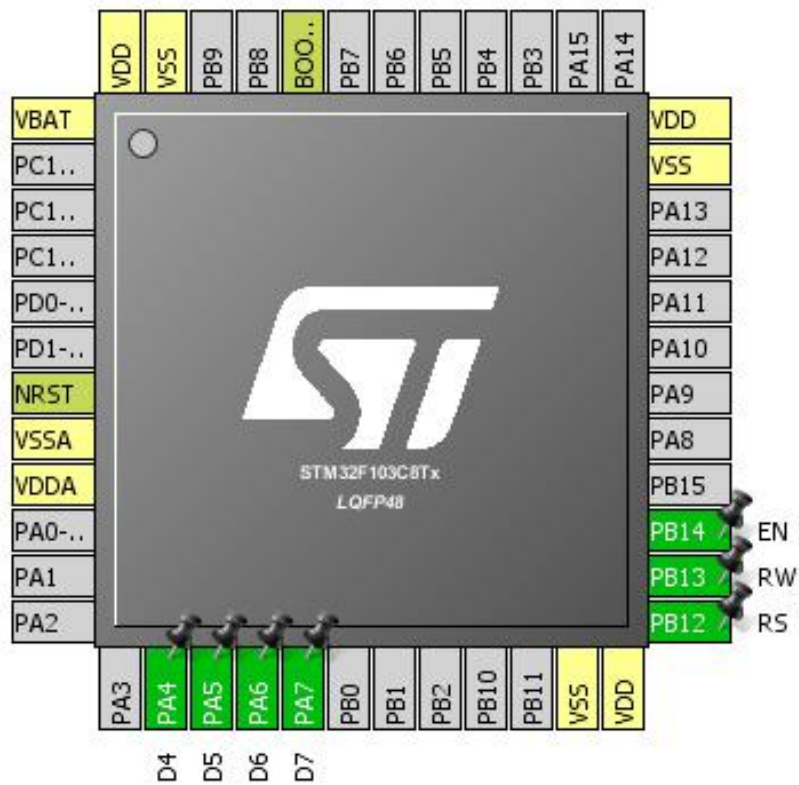 VDD VSS PB9 PB8 BOO.. PB7 PB6 PB5 PB4 PB3 PA15 PA14
VBAT VDD
PC1.. VSS
PC1.. PA13
PC1.. PA12
PD0-.. PA11
PD1-.. PA10
NRST PA9
VSSA PA8
VDDA PB15
PA0-.. PB14 EN
PA1 PB13 RW
PA2 PB12 RS
ST
STM32F103C8Tx
LQFP48
PA3 PA4 PA5 PA6 PA7 PB0 PB1 PB2 PB10 PB11 VSS VDD
D4 D5 D6 D7